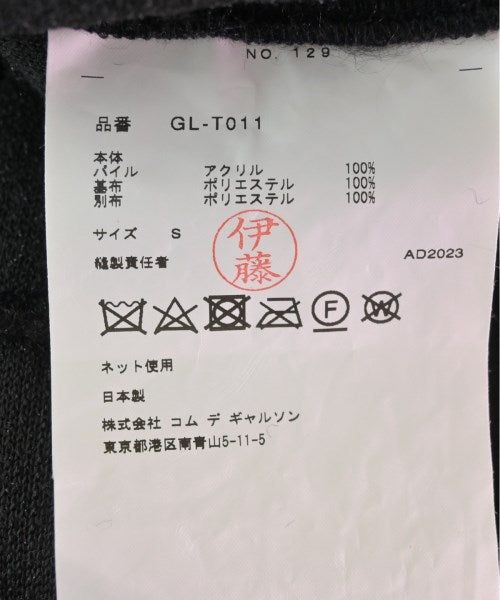 NO. 129
品番 GL-T011
本体
パイル アクリル 100%
基布 ポリエステル 100%
別布 ポリエステル 100%
サイズ S
伊藤
縫製責任者
AD2023
F W
ネット使用
日本製
株式会社 コム デ ギャルソン
東京都港区南青山5-11-5